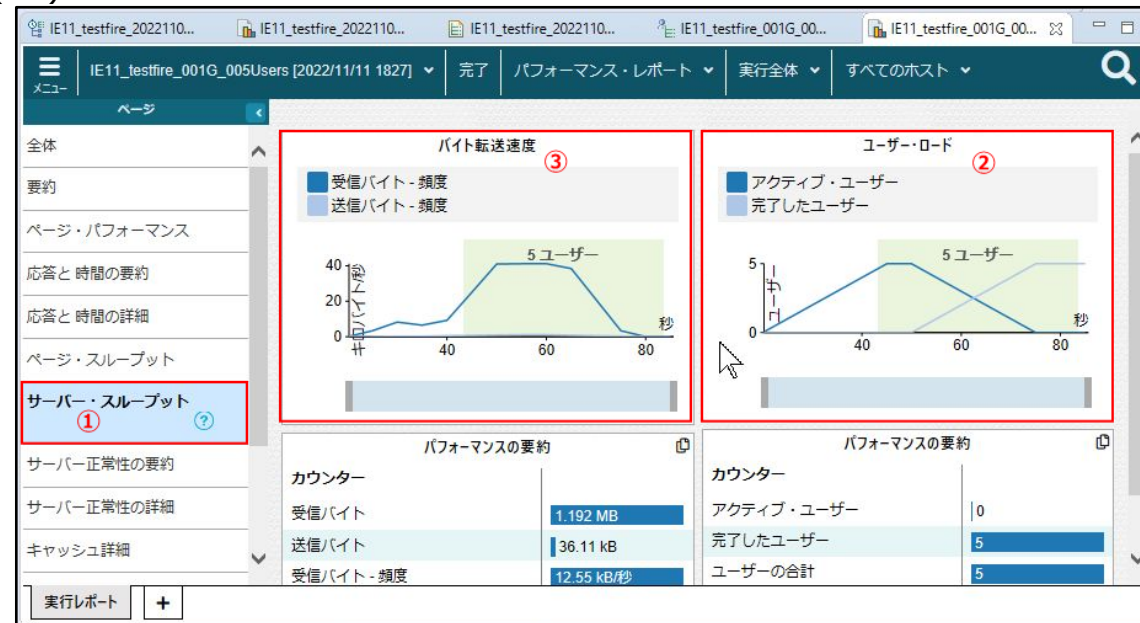 IE11_testfire_2022110...
IE11_testfire_2022110...
IE11_testfire_2022110...
IE11_testfire_001G_00...
IE11_testfire_001G_00...
メニュー
IE11_testfire_001G_005Users [2022/11/11 1827]
完了
パフォーマンス・レポート
実行全体
すべてのホスト
ページ
全体
要約
ページ・パフォーマンス
応答と 時間の要約
応答と 時間の詳細
ページ・スループット
サーバー・スループット
①
?
サーバー正常性の要約
サーバー正常性の詳細
キャッシュ詳細
バイト転送速度
③
受信バイト - 頻度
送信バイト - 頻度
5 ユーザー
キロバイト/秒
40
20
0
秒
40 60 80
ユーザー・ロード
②
アクティブ・ユーザー
完了したユーザー
5 ユーザー
ユーザー
5
0
秒
40 60 80
パフォーマンスの要約
カウンター
受信バイト 1.192 MB
送信バイト 36.11 kB
受信バイト - 頻度 12.55 kB/秒
パフォーマンスの要約
カウンター
アクティブ・ユーザー 0
完了したユーザー 5
ユーザーの合計 5
実行レポート
+